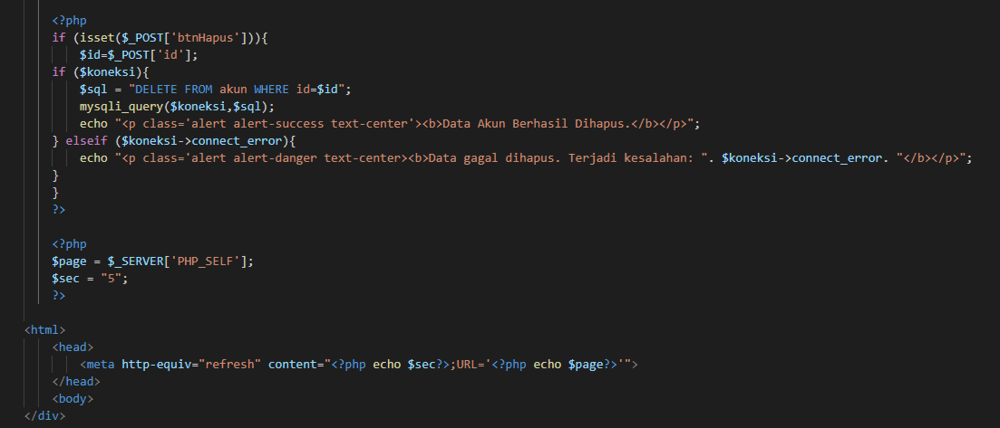 <?php
if (isset($_POST['btnHapus'])){
$id=$_POST['id'];
if ($koneksi){
$sql = "DELETE FROM akun WHERE id=$id";
mysqli_query($koneksi,$sql);
echo "<p class='alert alert-success text-center'><b>Data Akun Berhasil Dihapus.</b></p>";
} elseif ($koneksi->connect_error){
echo "<p class='alert alert-danger text-center><b>Data gagal dihapus. Terjadi kesalahan: ". $koneksi->connect_error. "</b></p>";
}
}
?>
<?php
$page = $_SERVER['PHP_SELF'];
$sec = "5";
?>
<html>
<head>
<meta http-equiv="refresh" content="<?php echo $sec?>;URL='<?php echo $page?>'">
</head>
<body>
</div>